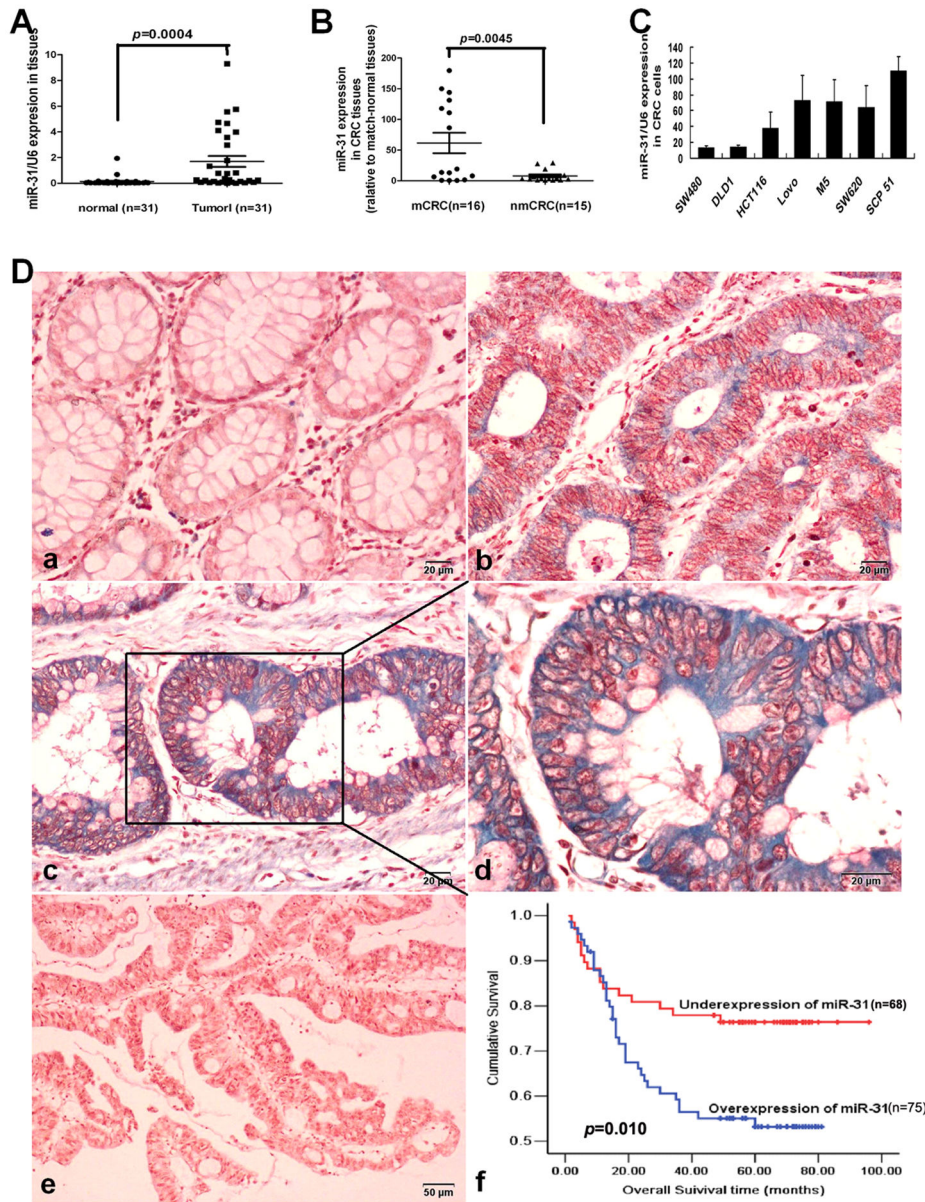 A
p=0.0004
miR-31/U6 expression in tissues
10
8
6
4
2
0
normal (n=31)
Tumorl (n=31)
B
p=0.0045
miR-31 expression
in CRC tissues
(ralative to match-normal tissues)
200
150
100
50
0
mCRC(n=16)
nmCRC(n=15)
C
miR-31/U6 expression
in CRC cells
140
120
100
80
60
40
20
0
SW480
DLD1
HCT116
Lovo
M5
SW620
SCP 51
D
a
20 µm
b
20 µm
c
20 µm
d
20 µm
e
50 µm
Cumulative Survival
1.0
0.9
0.8
0.7
0.6
0.5
Underexpression of miR-31(n=68)
Overexpression of miR-31(n=75)
p=0.010
0.00
20.00
40.00
60.00
80.00
100.00
Overall Suivival time (months)
f